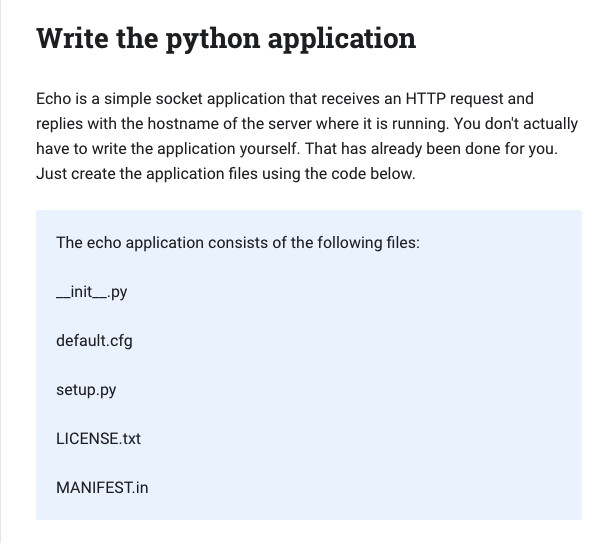 Write the python application
Echo is a simple socket application that receives an HTTP request and
replies with the hostname of the server where it is running. You don't actually
have to write the application yourself. That has already been done for you.
Just create the application files using the code below.
The echo application consists of the following files:
__init__.py
default.cfg
setup.py
LICENSE.txt
MANIFEST.in